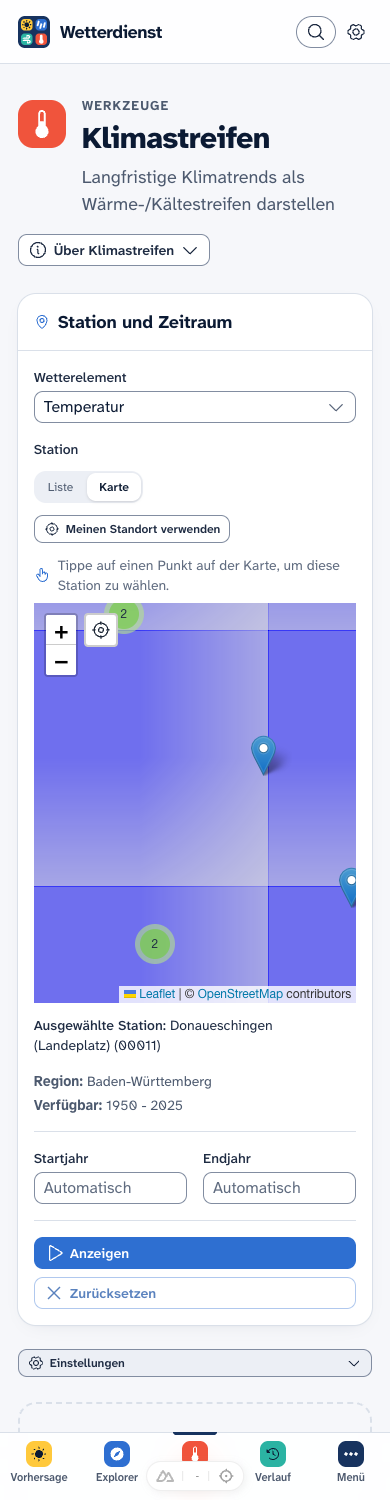 Wetterdienst
WERKZEUGE
Klimastreifen
Langfristige Klimatrends als
Wärme-/Kältestreifen darstellen
Über Klimastreifen
Station und Zeitraum
Wetterelement
Temperatur
Station
Liste Karte
Meinen Standort verwenden
Tippe auf einen Punkt auf der Karte, um diese
Station zu wählen.
2
+
−
2
Leaflet | © OpenStreetMap contributors
Ausgewählte Station: Donaueschingen
(Landeplatz) (00011)
Region: Baden-Württemberg
Verfügbar: 1950 - 2025
Startjahr Endjahr
Automatisch Automatisch
Anzeigen
Zurücksetzen
Einstellungen
Vorhersage Explorer - Verlauf Menü